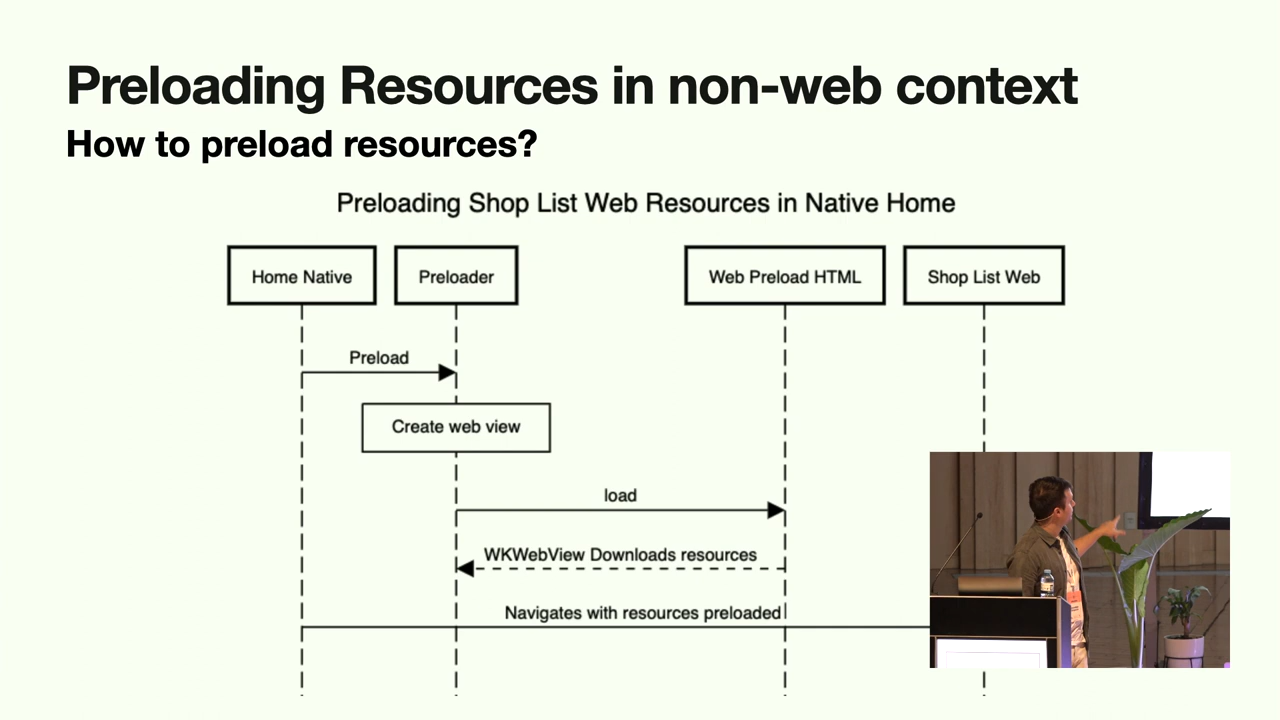 Preloading Resources in non-web context
How to preload resources?
Preloading Shop List Web Resources in Native Home
Home Native
Preloader
Web Preload HTML
Shop List Web
Preload
Create web view
load
WKWebView Downloads resources
Navigates with resources preloaded